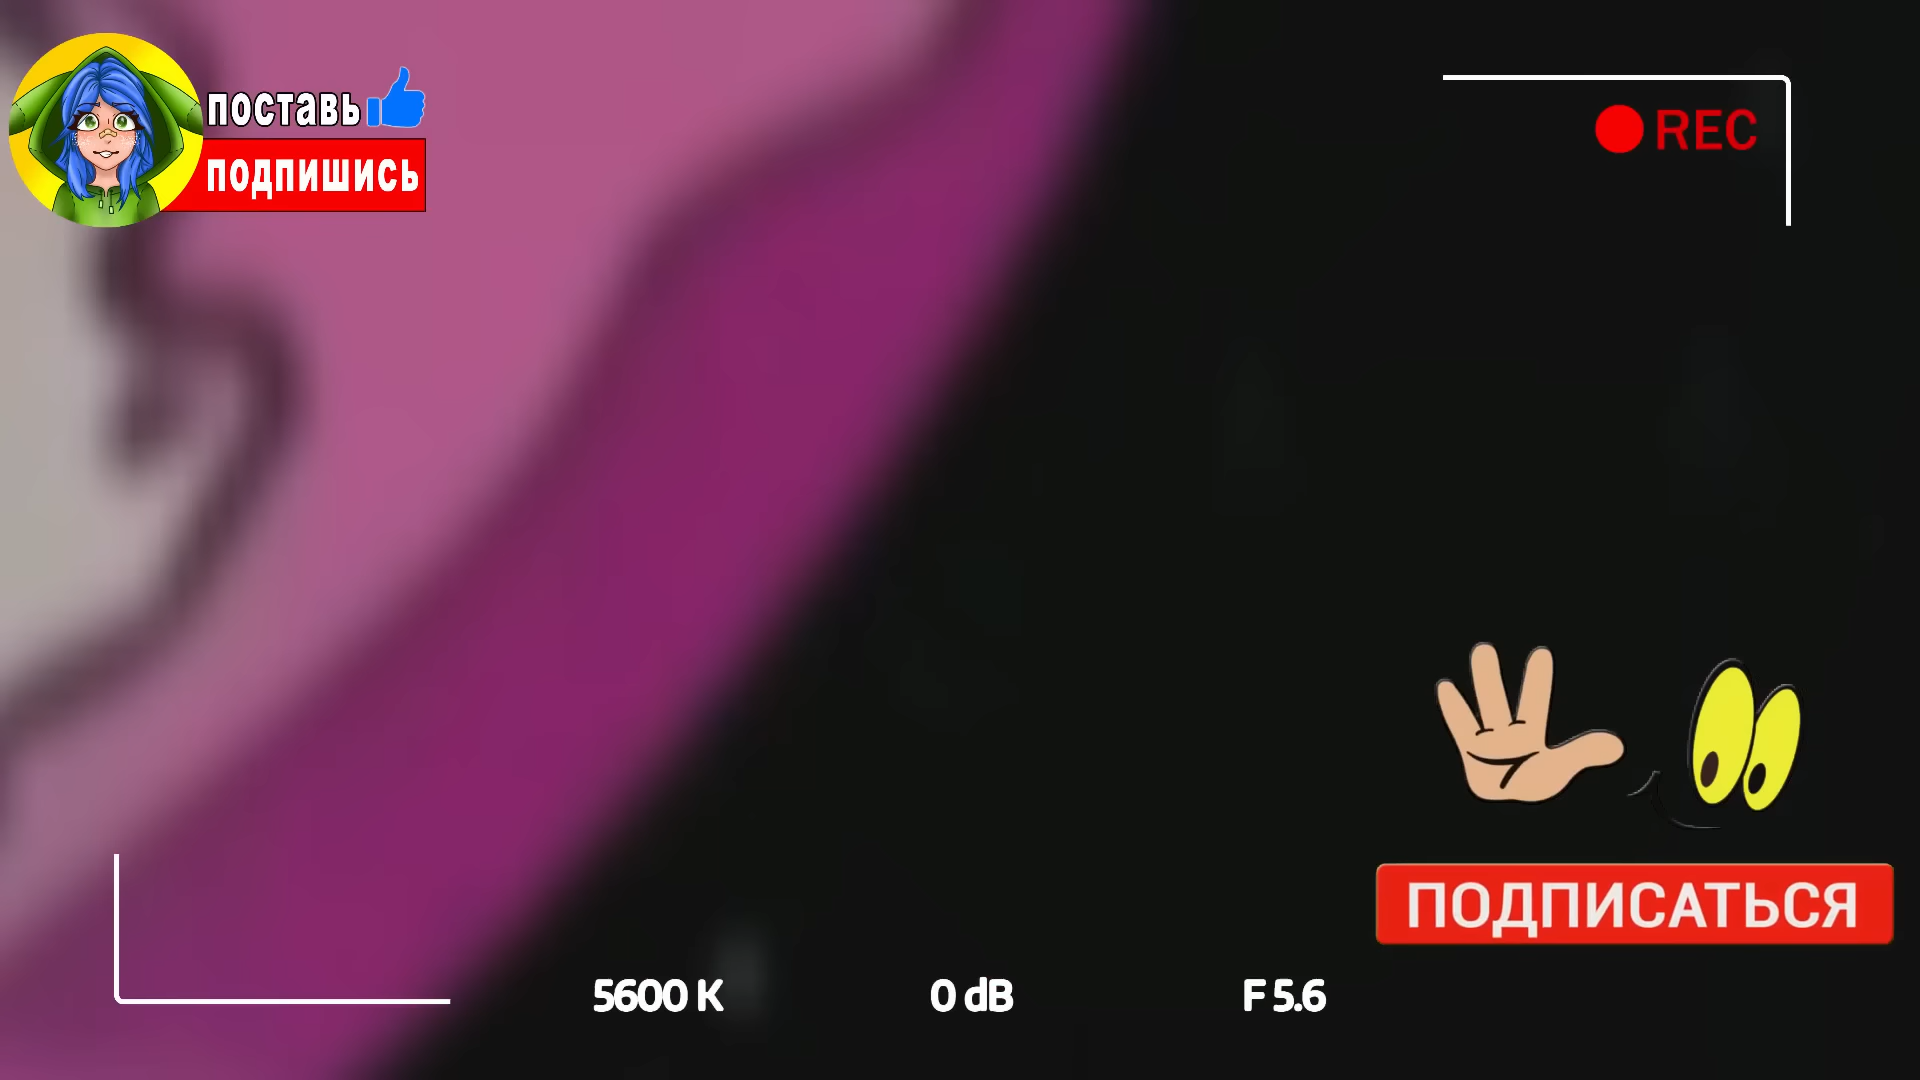 поставь
подпишись
REC
ПОДПИСАТЬСЯ
5600 K
0 dB
F 5.6